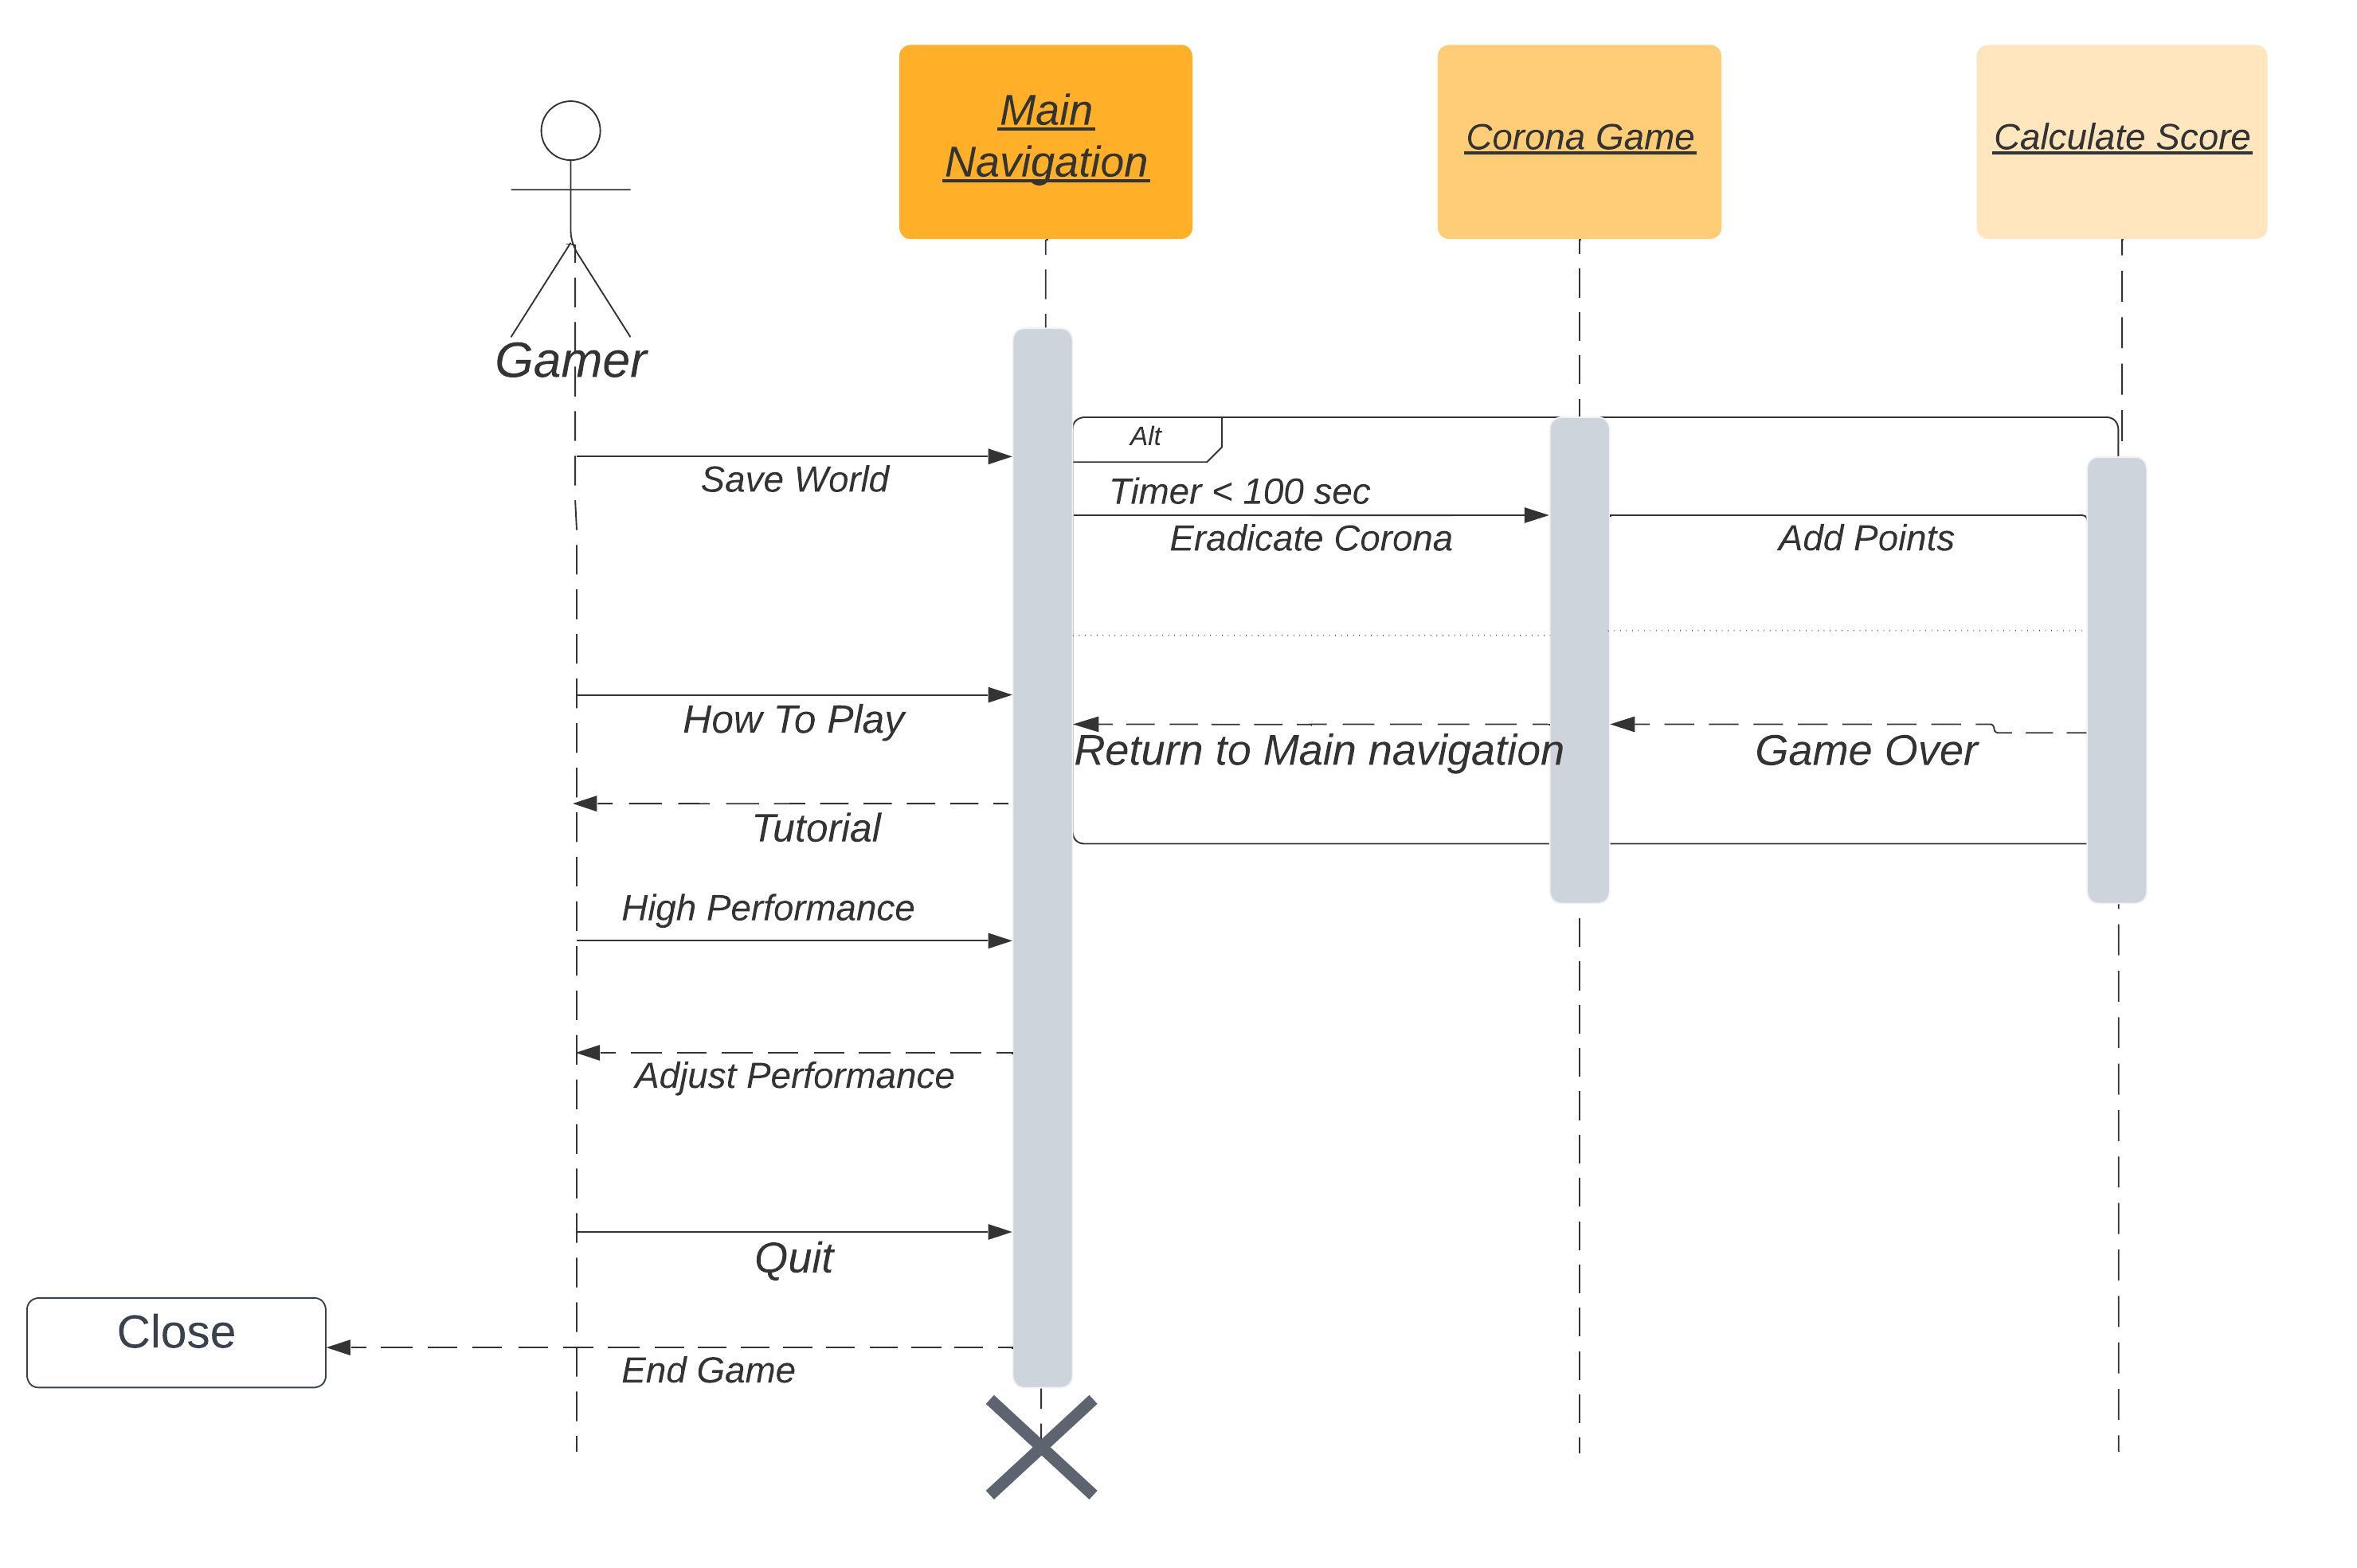 Main
Navigation
Corona Game
Calculate Score
Gamer
Alt
Save World
Timer < 100 sec
Eradicate Corona
Add Points
How To Play
Return to Main navigation
Game Over
Tutorial
High Performance
Adjust Performance
Quit
Close
End Game